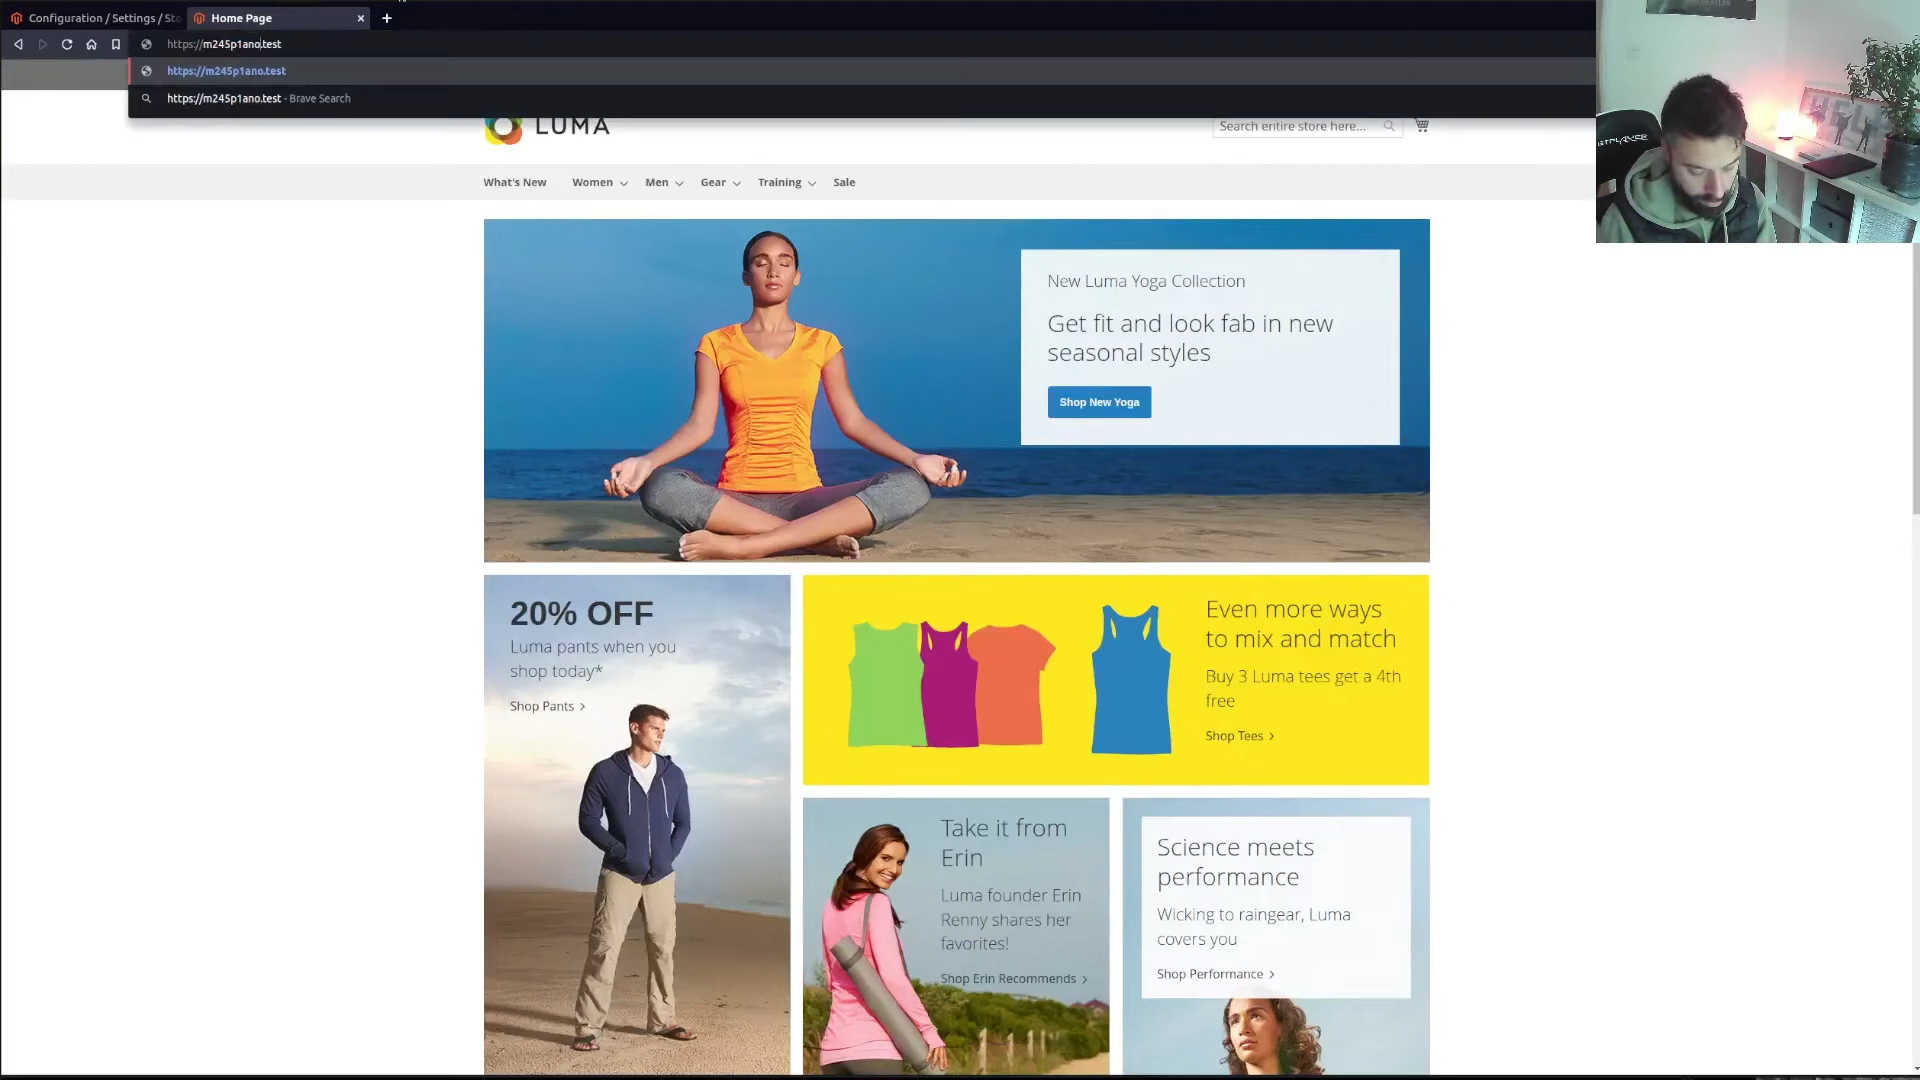 Configuration / Settings / Sto
Home Page
https://m245p1ano.test
https://m245p1ano.test
https://m245p1ano.test - Brave Search
LUMA
Search entire store here...
What's New
Women
Men
Gear
Training
Sale
New Luma Yoga Collection
Get fit and look fab in new
seasonal styles
Shop New Yoga
20% OFF
Luma pants when you
shop today*
Shop Pants
Even more ways
to mix and match
Buy 3 Luma tees get a 4th
free
Shop Tees
Take it from
Erin
Luma founder Erin
Renny shares her
favorites!
Shop Erin Recommends
Science meets
performance
Wicking to raingear, Luma
covers you
Shop Performance